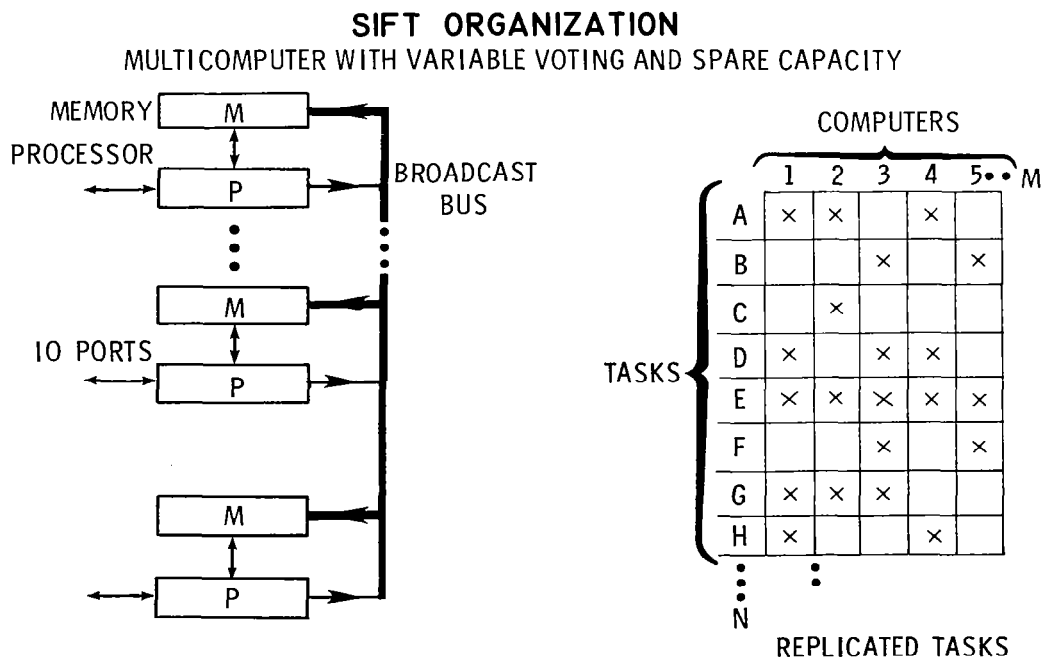 SIFT ORGANIZATION
MULTICOMPUTER WITH VARIABLE VOTING AND SPARE CAPACITY
MEMORY
M
PROCESSOR
P
BROADCAST
BUS
M
IO PORTS
P
M
P
COMPUTERS
1 2 3 4 5 •• M
TASKS
A × × ×
B × ×
C ×
D × × ×
E × × × × ×
F × ×
G × × ×
H × ×
N
REPLICATED TASKS